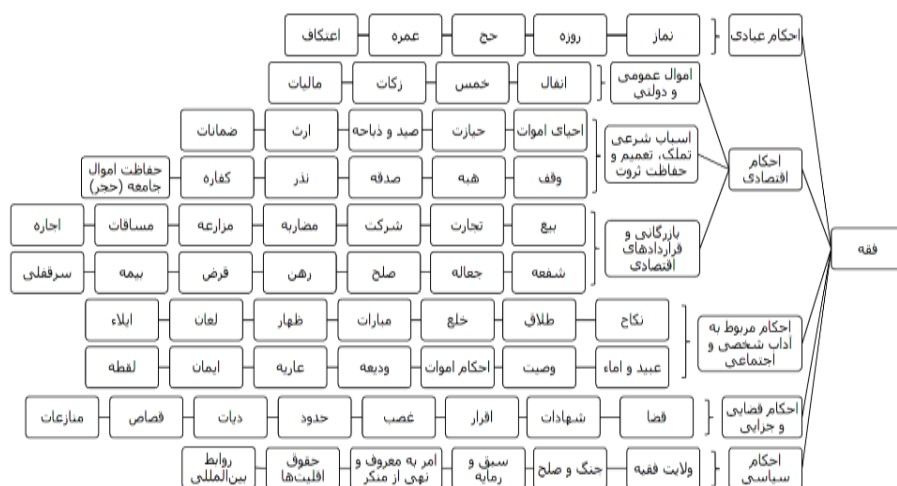 فقه
احکام عبادی
نماز
روزه
حج
عمره
اعتکاف
احکام
اقتصادی
اموال عمومی
و دولتی
انفال
خمس
زکات
مالیات
اسباب شرعی
تملک، تعمیم و
حفاظت ثروت
احیای اموات
حیازت
صید و ذباحه
ارث
ضمانات
وقف
هبه
صدقه
نذر
کفاره
حفاظت اموال
جامعه (حجر)
بازرگانی و
قراردادهای
اقتصادی
بیع
تجارت
شرکت
مضاربه
مزارعه
مساقات
اجاره
شفعه
جعاله
صلح
رهن
قرض
بیمه
سرقفلی
احکام مربوط به
آداب شخصی و
اجتماعی
نکاح
طلاق
خلع
مبارات
ظهار
لعان
ایلاء
عبید و اماء
وصیت
احکام اموات
ودیعه
عاریه
ایمان
لقطه
احکام قضایی
و جزایی
قضا
شهادات
اقرار
غصب
حدود
دیات
قصاص
منازعات
احکام
سیاسی
ولایت فقیه
جنگ و صلح
سبق و
رمایه
امر به معروف و
نهی از منکر
حقوق
اقلیت‌ها
روابط
بین‌المللی